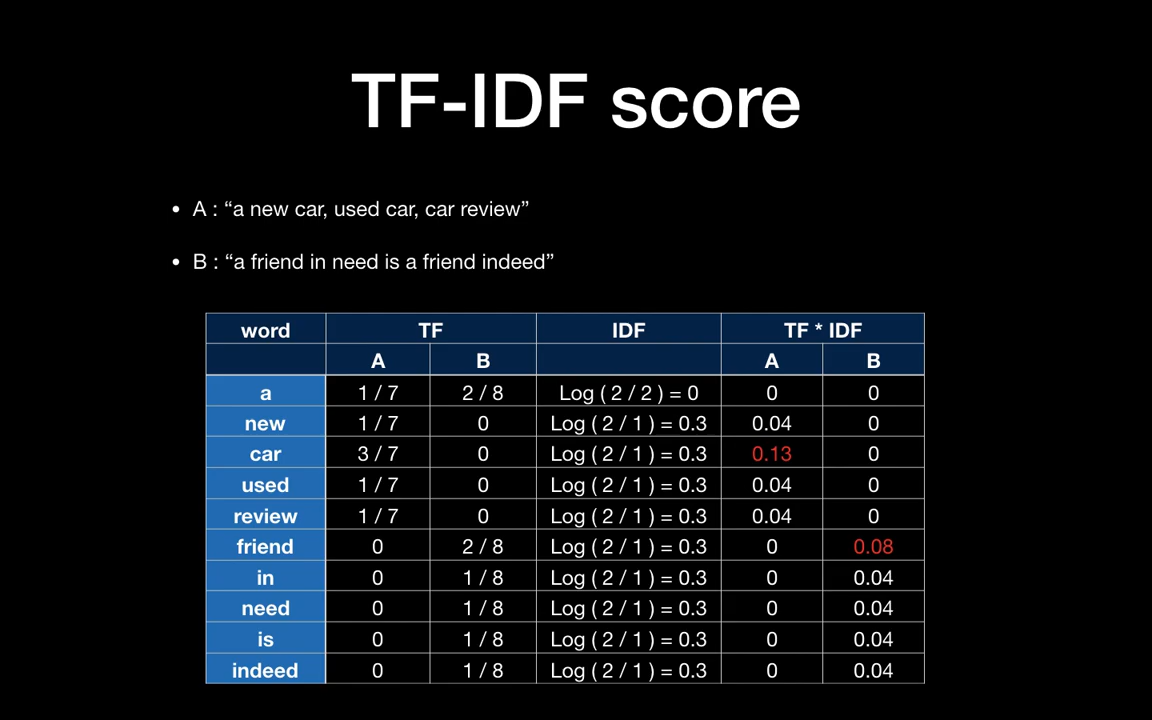 TF-IDF score
• A : “a new car, used car, car review”
• B : “a friend in need is a friend indeed”
word TF IDF TF * IDF
A B A B
a 1 / 7 2 / 8 Log ( 2 / 2 ) = 0 0 0
new 1 / 7 0 Log ( 2 / 1 ) = 0.3 0.04 0
car 3 / 7 0 Log ( 2 / 1 ) = 0.3 0.13 0
used 1 / 7 0 Log ( 2 / 1 ) = 0.3 0.04 0
review 1 / 7 0 Log ( 2 / 1 ) = 0.3 0.04 0
friend 0 2 / 8 Log ( 2 / 1 ) = 0.3 0 0.08
in 0 1 / 8 Log ( 2 / 1 ) = 0.3 0 0.04
need 0 1 / 8 Log ( 2 / 1 ) = 0.3 0 0.04
is 0 1 / 8 Log ( 2 / 1 ) = 0.3 0 0.04
indeed 0 1 / 8 Log ( 2 / 1 ) = 0.3 0 0.04